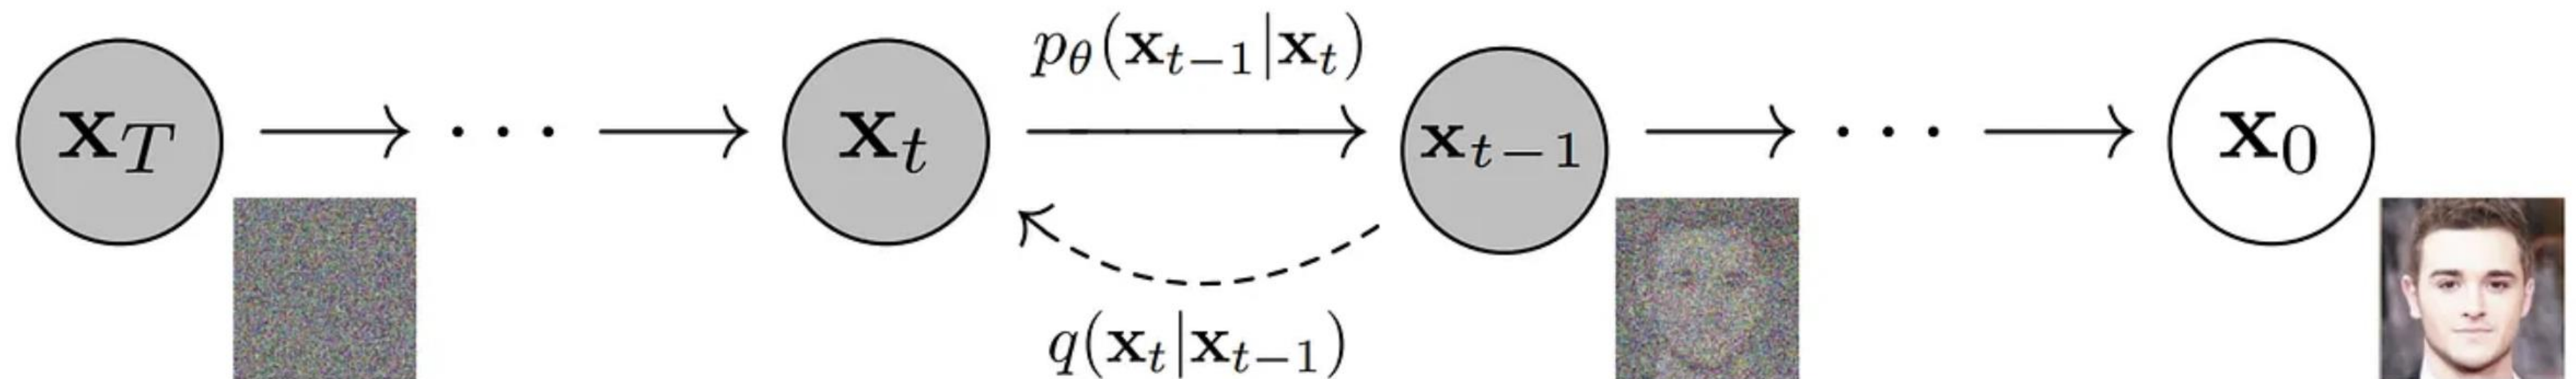 p_θ(x_{t−1}|x_t)
x_T → ··· → x_t → x_{t−1} → ··· → x_0
q(x_t|x_{t−1})